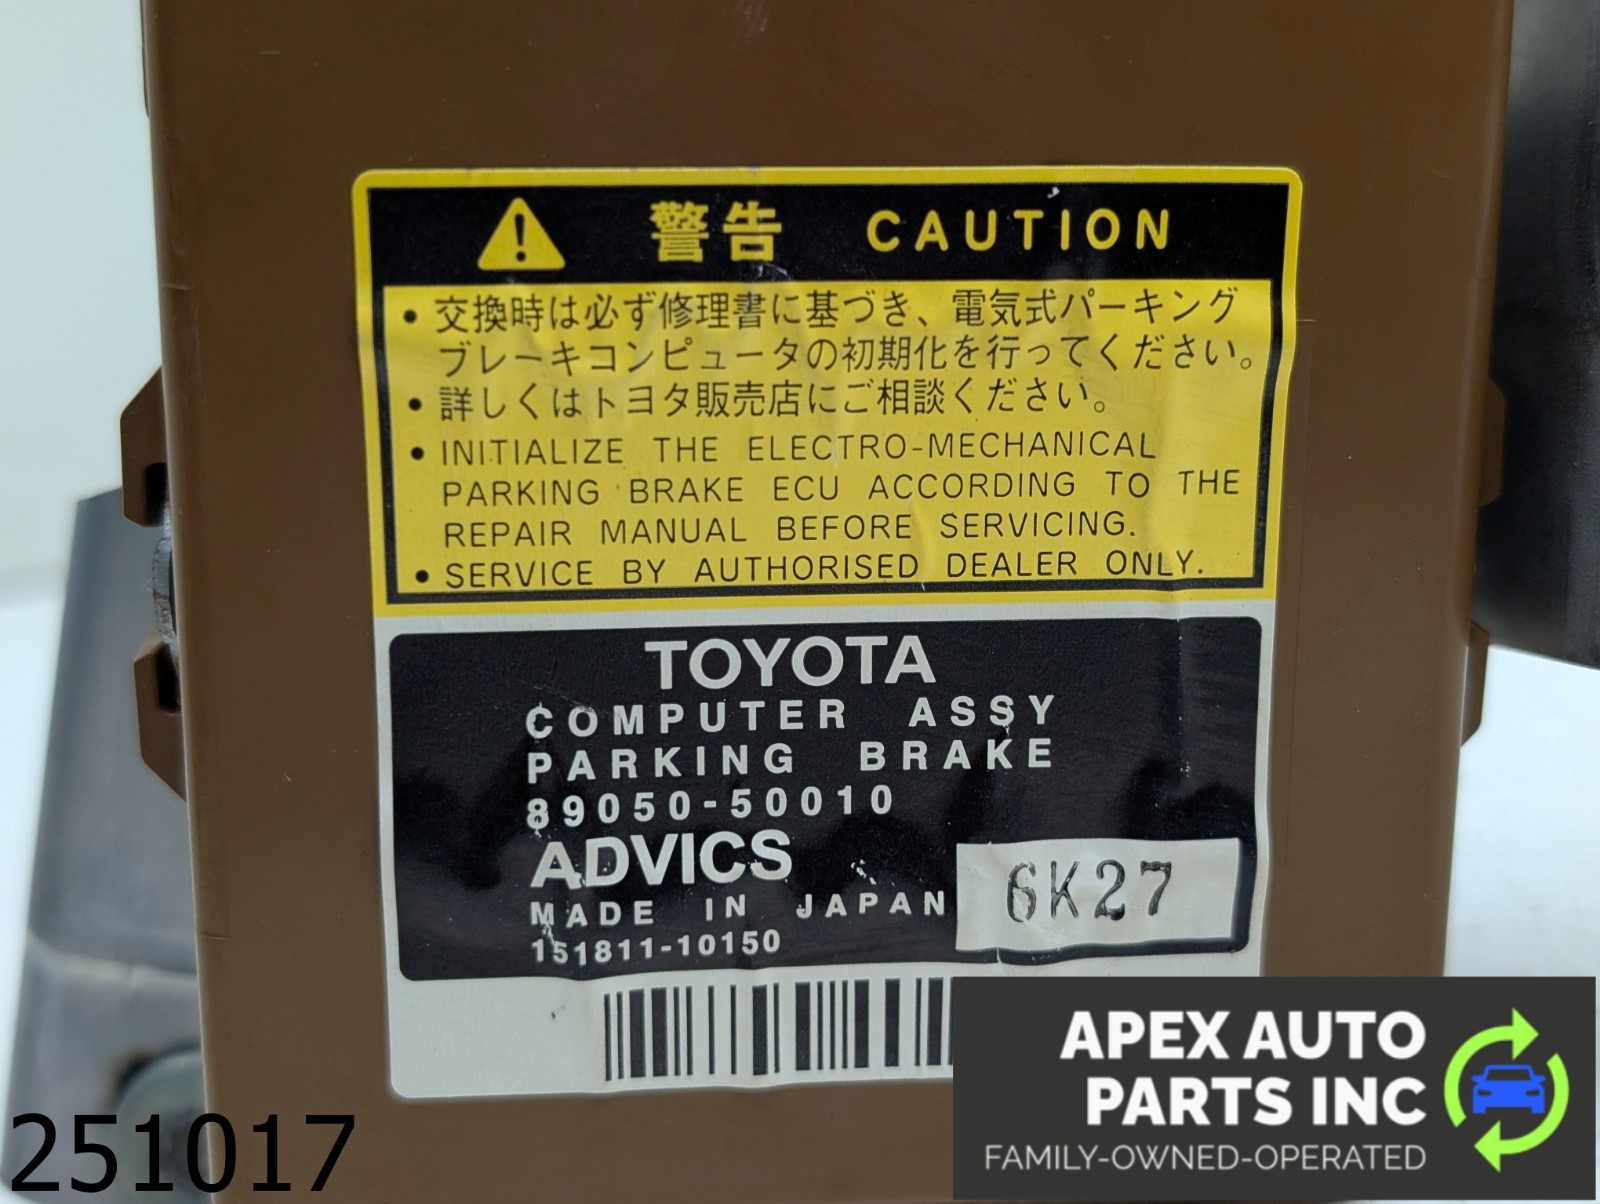 警告 CAUTION
・交換時は必ず修理書に基づき、電気式パーキング
ブレーキコンピュータの初期化を行ってください。
・詳しくはトヨタ販売店にご相談ください。
・INITIALIZE THE ELECTRO-MECHANICAL
PARKING BRAKE ECU ACCORDING TO THE
REPAIR MANUAL BEFORE SERVICING.
・SERVICE BY AUTHORISED DEALER ONLY.
TOYOTA
COMPUTER ASSY
PARKING BRAKE
89050-50010
ADVICS
MADE IN JAPAN
6K27
151811-10150
APEX AUTO
PARTS INC
FAMILY-OWNED-OPERATED
251017